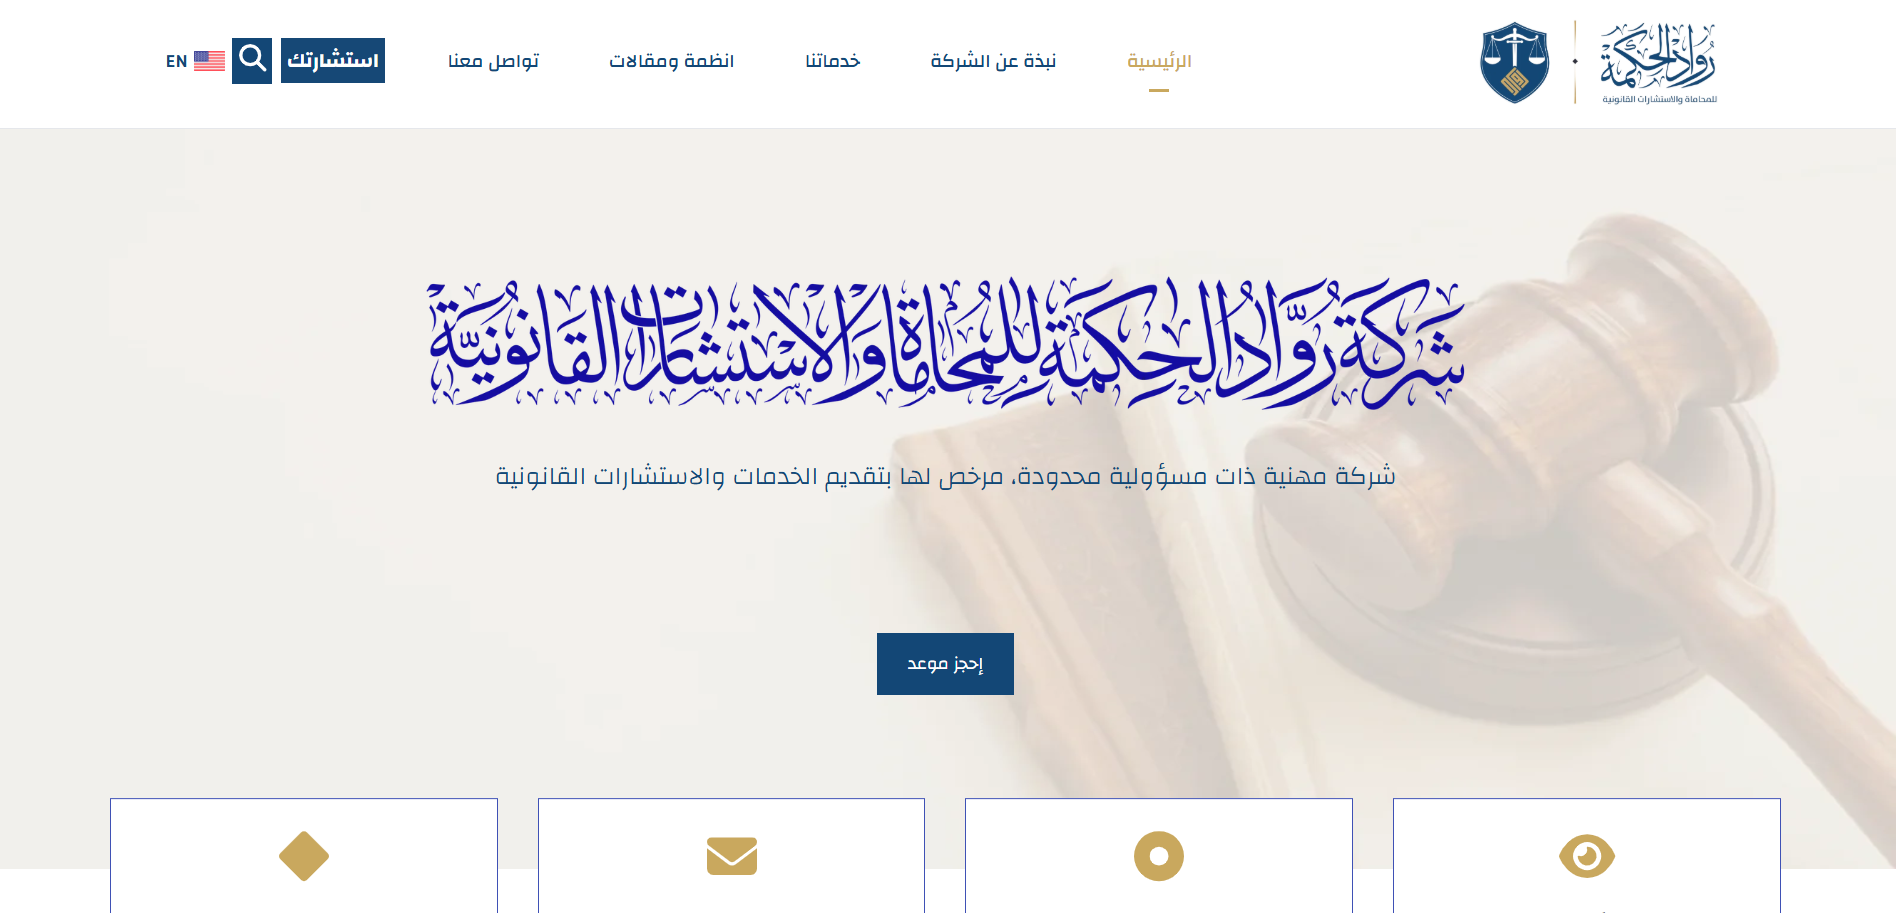 رواد الحكمة
للمحاماة والاستشارات القانونية
الرئيسية
نبذة عن الشركة
خدماتنا
انظمة ومقالات
تواصل معنا
استشارتك
EN
شركة رواد الحكمة للمحاماة والاستشارات القانونية
شركة مهنية ذات مسؤولية محدودة، مرخص لها بتقديم الخدمات والاستشارات القانونية
إحجز موعد